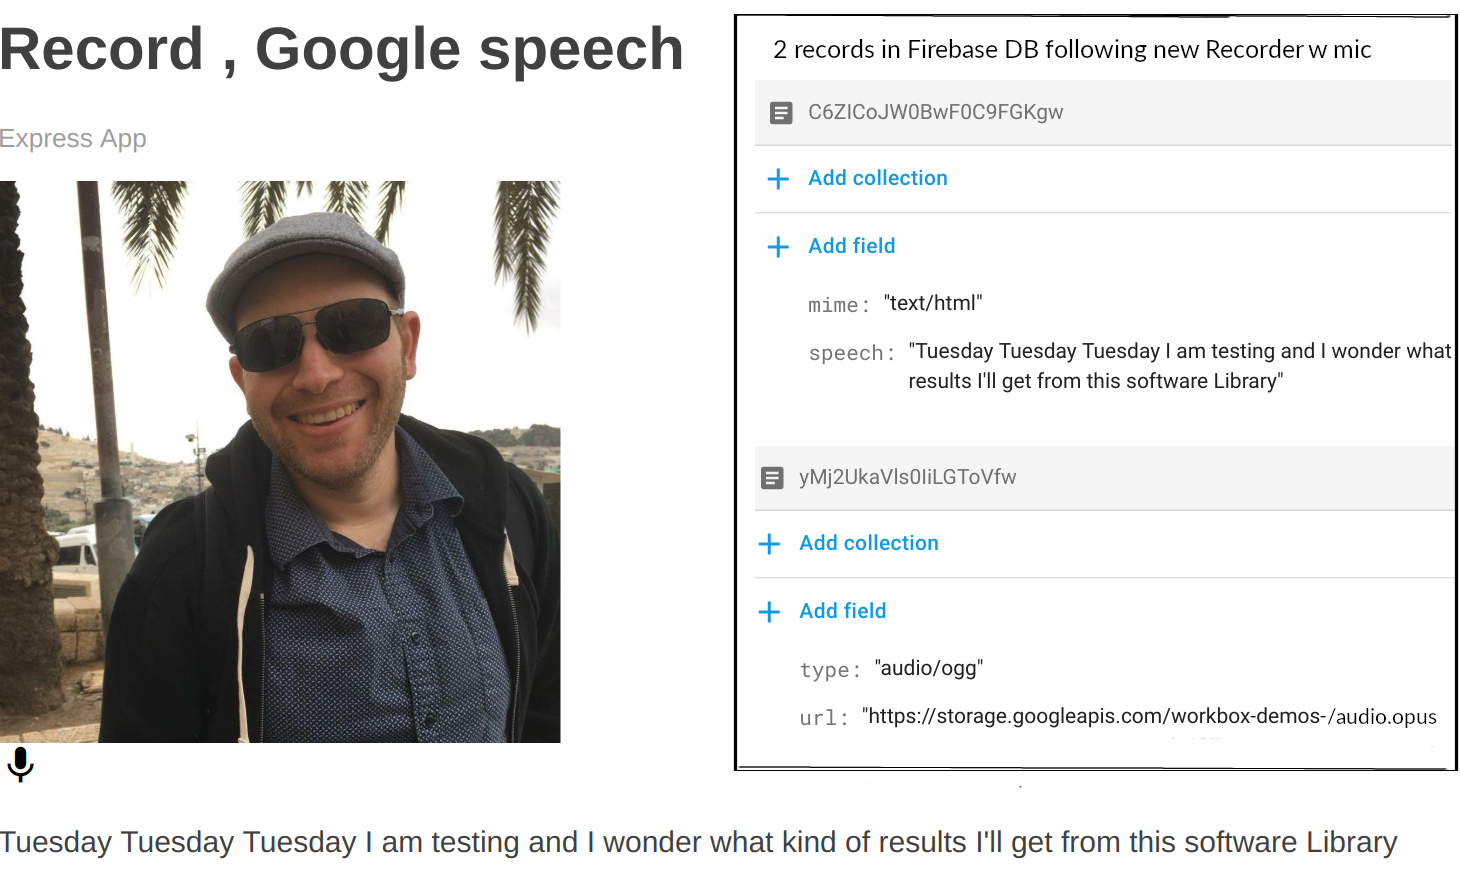 Record , Google speech
Express App
2 records in Firebase DB following new Recorder w mic
C6ZICoJW0BwF0C9FGKgw
Add collection
Add field
mime: "text/html"
speech: "Tuesday Tuesday Tuesday I am testing and I wonder what
results I'll get from this software Library"
yMj2UkaVls0IiLGToVfw
Add collection
Add field
type: "audio/ogg"
url: "https://storage.googleapis.com/workbox-demos-/audio.opus
Tuesday Tuesday Tuesday I am testing and I wonder what kind of results I'll get from this software Library